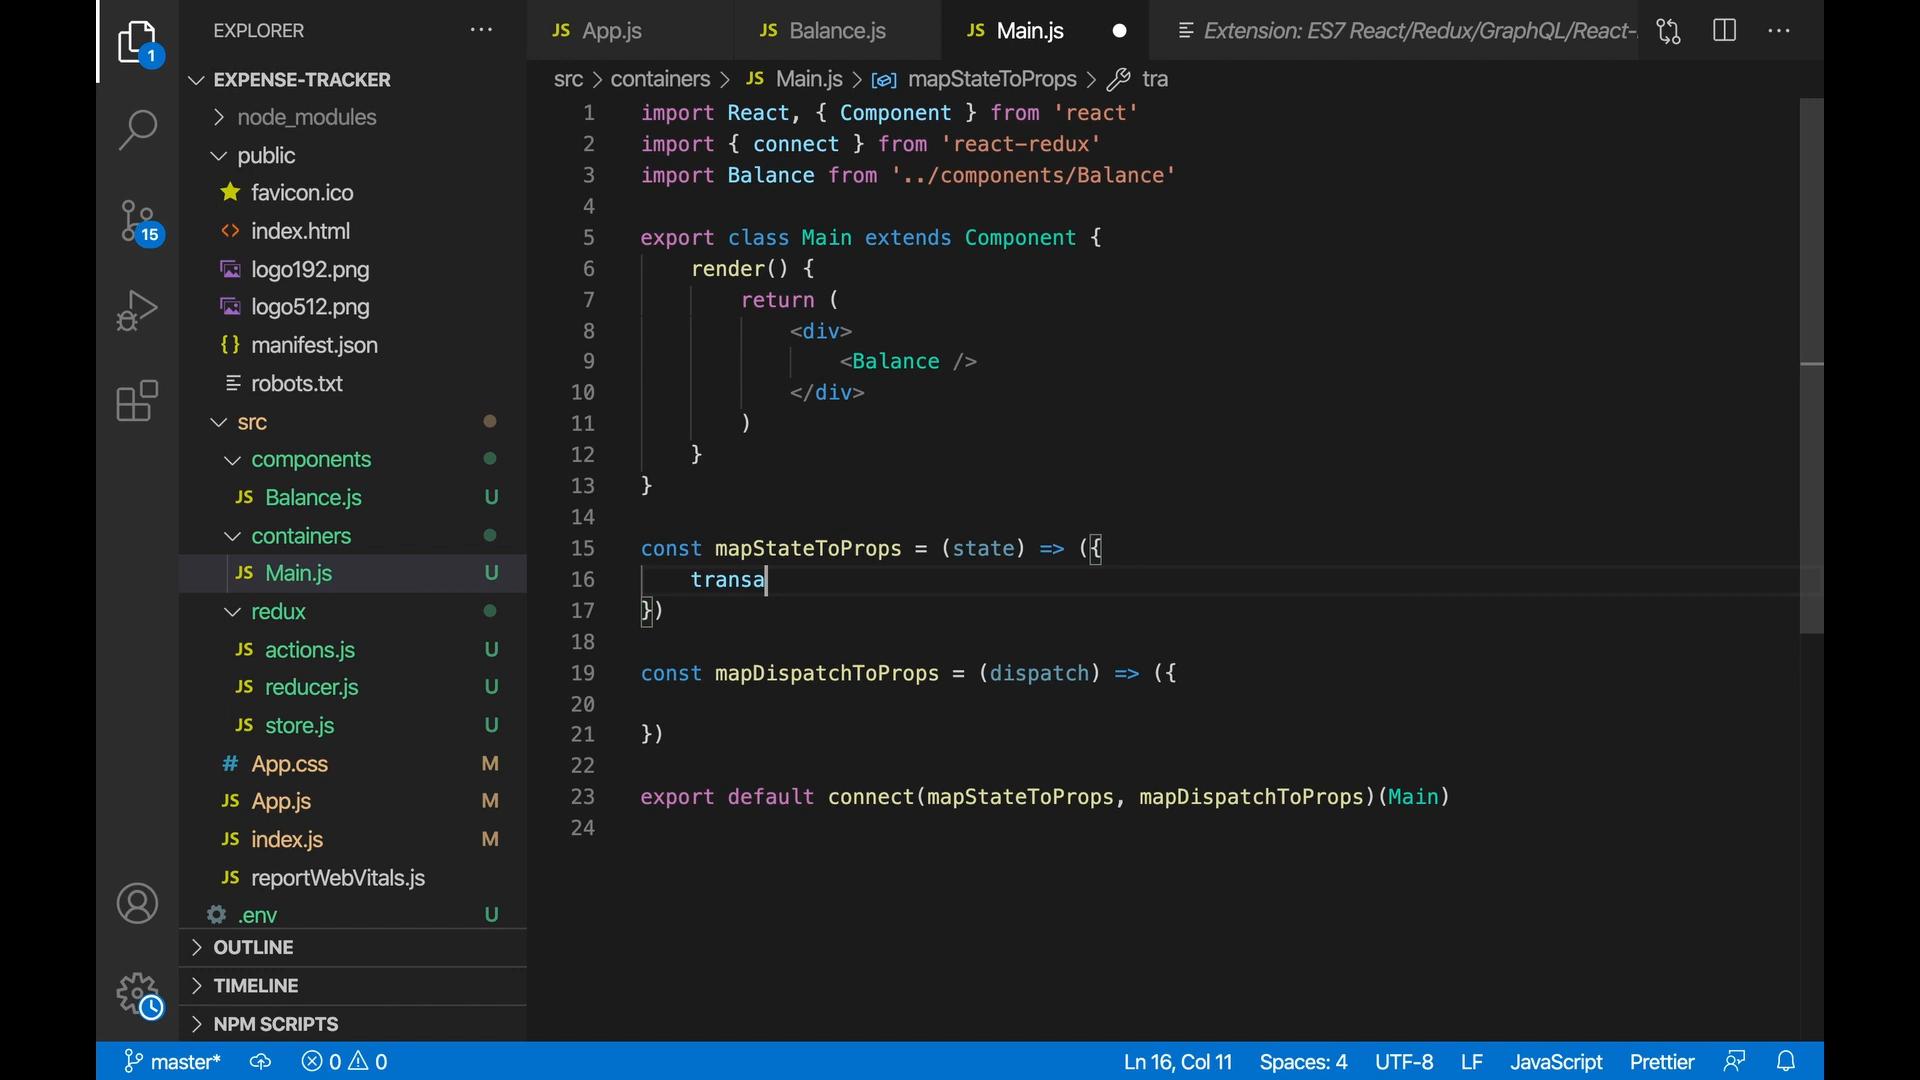 EXPLORER
EXPENSE-TRACKER
node_modules
public
favicon.ico
index.html
logo192.png
logo512.png
manifest.json
robots.txt
src
components
JS Balance.js U
containers
JS Main.js U
redux
JS actions.js U
JS reducer.js U
JS store.js U
# App.css M
JS App.js M
JS index.js M
JS reportWebVitals.js
.env U
OUTLINE
TIMELINE
NPM SCRIPTS
1
15
JS App.js
JS Balance.js
JS Main.js
Extension: ES7 React/Redux/GraphQL/React-
src > containers > JS Main.js > mapStateToProps > tra
1 import React, { Component } from 'react'
2 import { connect } from 'react-redux'
3 import Balance from '../components/Balance'
4
5 export class Main extends Component {
6 render() {
7 return (
8 <div>
9 <Balance />
10 </div>
11 )
12 }
13 }
14
15 const mapStateToProps = (state) => ({
16 transa
17 })
18
19 const mapDispatchToProps = (dispatch) => ({
20
21 })
22
23 export default connect(mapStateToProps, mapDispatchToProps)(Main)
24
master* 0 0 Ln 16, Col 11 Spaces: 4 UTF-8 LF JavaScript Prettier